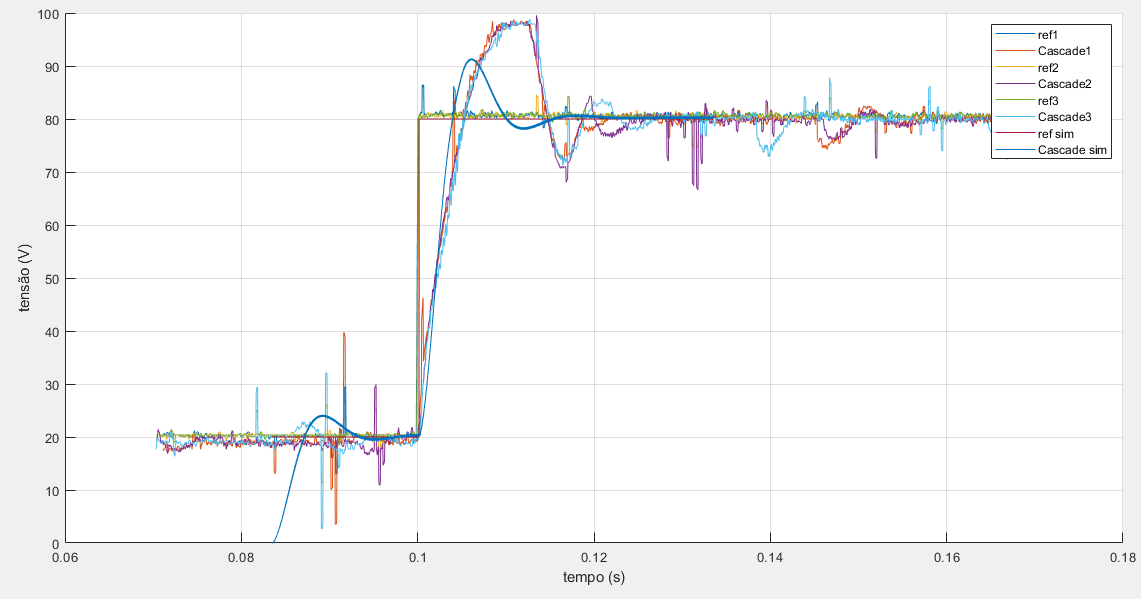 100
90
80
70
60
50
40
30
20
10
0
tensão (V)
0.06
0.08
0.1
0.12
0.14
0.16
0.18
tempo (s)
ref1
Cascade1
ref2
Cascade2
ref3
Cascade3
ref sim
Cascade sim